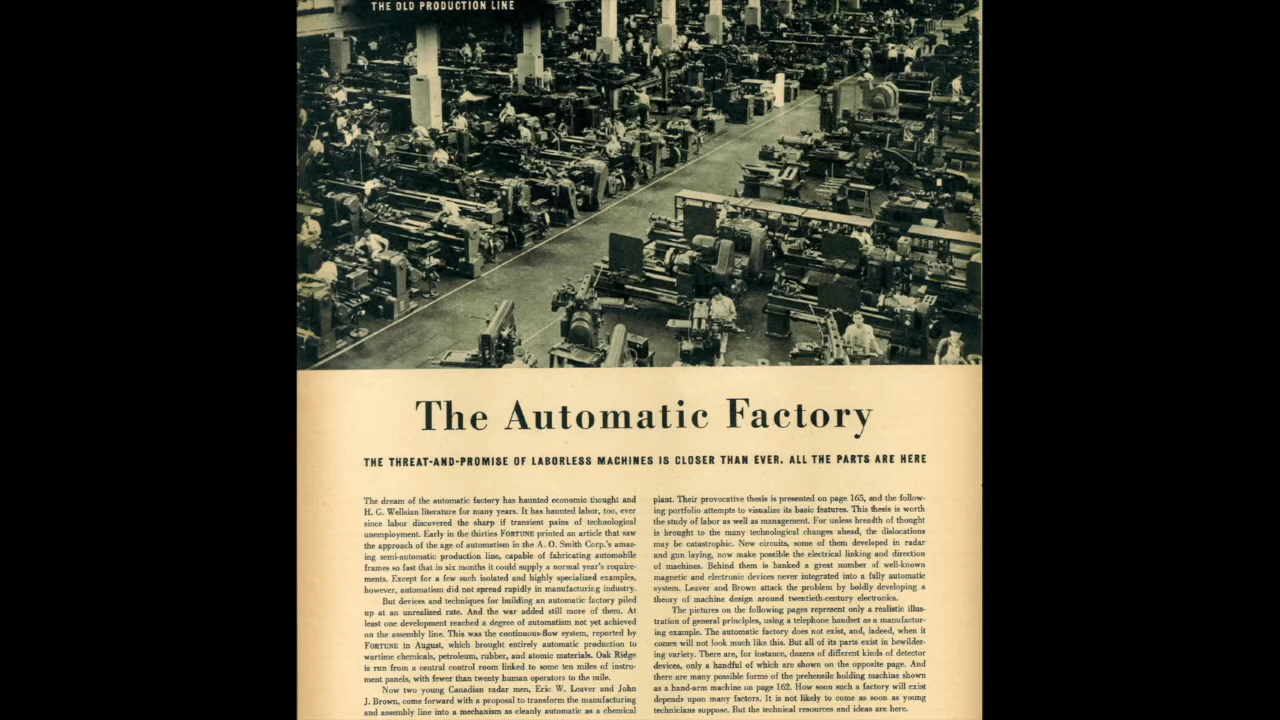 THE OLD PRODUCTION LINE
The Automatic Factory
THE THREAT-AND-PROMISE OF LABORLESS MACHINES IS CLOSER THAN EVER. ALL THE PARTS ARE HERE
The dream of the automatic factory has haunted economic thought and
H. G. Wellsian literature for many years. It has haunted labor, too, ever
since labor discovered the sharp if transient pains of technological
unemployment. Early in the thirties FORTUNE printed an article that saw
the approach of the age of automatism in the A. O. Smith Corp.'s amaz-
ing semi-automatic production line, capable of fabricating automobile
frames so fast that in six months it could supply a normal year's require-
ments. Except for a few such isolated and highly specialized examples,
however, automatism did not spread rapidly in manufacturing industry.
But devices and techniques for building an automatic factory piled
up at an unrealized rate. And the war added still more of them. At
least one development reached a degree of automatism not yet achieved
on the assembly line. This was the continuous-flow system, reported by
FORTUNE in August, which brought entirely automatic production to
wartime chemicals, petroleum, rubber, and atomic materials. Oak Ridge
is run from a central control room linked to some ten miles of instru-
ment panels, with fewer than twenty human operators to the mile.
Now two young Canadian radar men, Eric W. Leaver and John
J. Brown, come forward with a proposal to transform the manufacturing
and assembly line into a mechanism as cleanly automatic as a chemical
plant. Their provocative thesis is presented on page 165, and the follow-
ing portfolio attempts to visualize its basic features. This thesis is worth
the study of labor as well as management. For unless breadth of thought
is brought to the many technological changes ahead, the dislocations
may be catastrophic. New circuits, some of them developed in radar
and gun laying, now make possible the electrical linking and direction
of machines. Behind them is banked a great number of well-known
magnetic and electronic devices never integrated into a fully automatic
system. Leaver and Brown attack the problem by boldly developing a
theory of machine design around twentieth-century electronics.
The pictures on the following pages represent only a realistic illus-
tration of general principles, using a telephone handset as a manufactur-
ing example. The automatic factory does not exist, and, indeed, when it
comes will not look much like this. But all of its parts exist in bewilder-
ing variety. There are, for instance, dozens of different kinds of detector
devices, only a handful of which are shown on the opposite page. And
there are many possible forms of the prehensile holding machine shown
as a hand-arm machine on page 162. How soon such a factory will exist
depends upon many factors. It is not likely to come as soon as young
technicians suppose. But the technical resources and ideas are here.